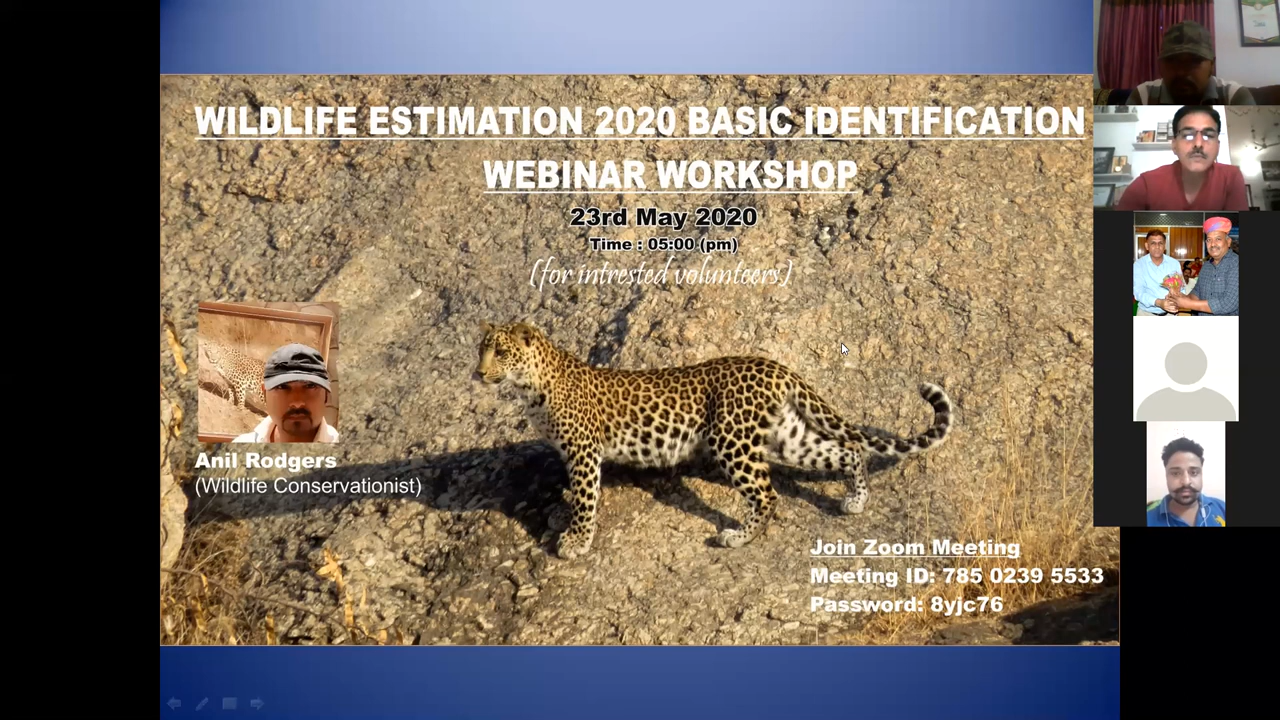 WILDLIFE ESTIMATION 2020 BASIC IDENTIFICATION
WEBINAR WORKSHOP
23rd May 2020
Time : 05:00 (pm)
(for intrested volunteers)
Anil Rodgers
(Wildlife Conservationist)
Join Zoom Meeting
Meeting ID: 785 0239 5533
Password: 8yjc76